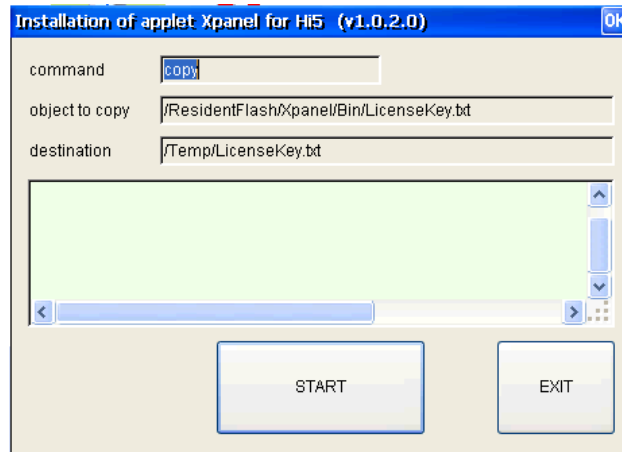 Installation of applet Xpanel for Hi5 (v1.0.2.0) OK
command copy
object to copy /ResidentFlash/Xpanel/Bin/LicenseKey.txt
destination /Temp/LicenseKey.txt
START EXIT